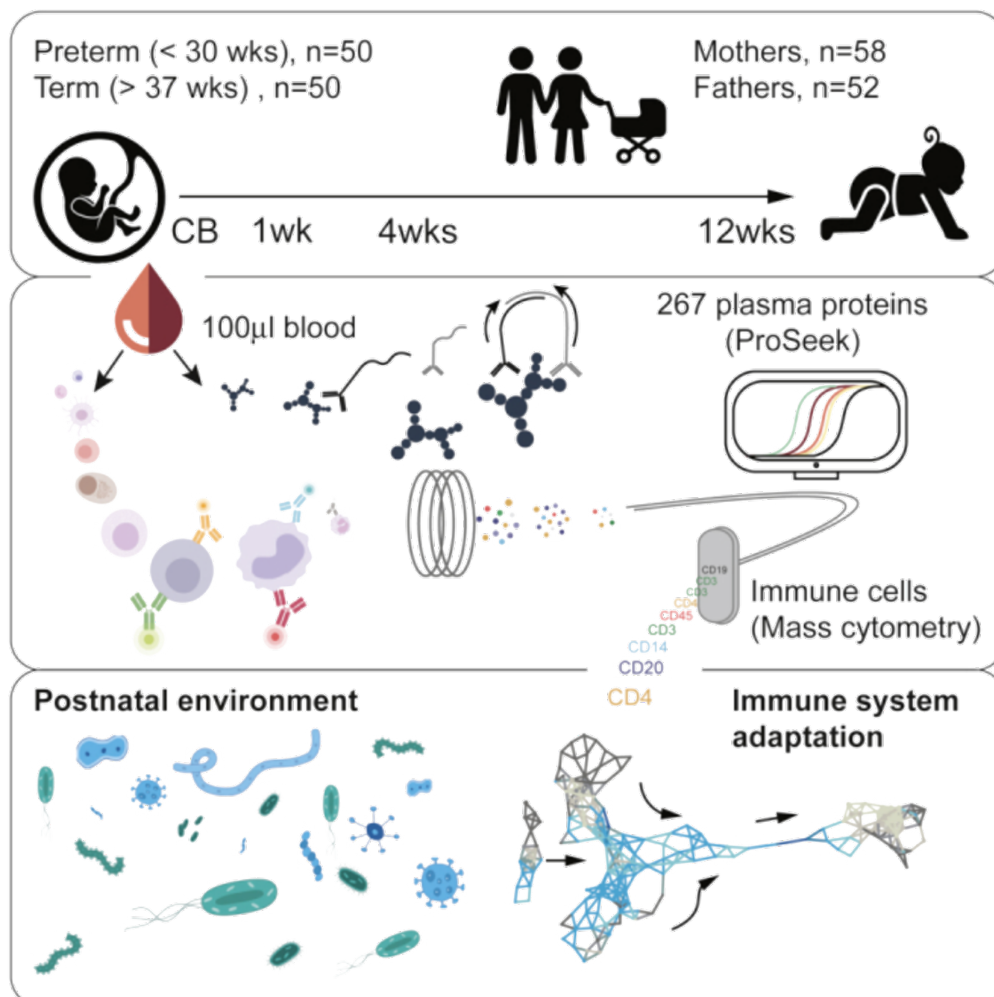 Preterm (< 30 wks), n=50
Term (> 37 wks) , n=50
Mothers, n=58
Fathers, n=52
CB
1wk
4wks
12wks
100µl blood
267 plasma proteins
(ProSeek)
CD19
CD3
CD3
CD4
CD45
CD3
CD14
CD20
CD4
Immune cells
(Mass cytometry)
Postnatal environment
Immune system
adaptation